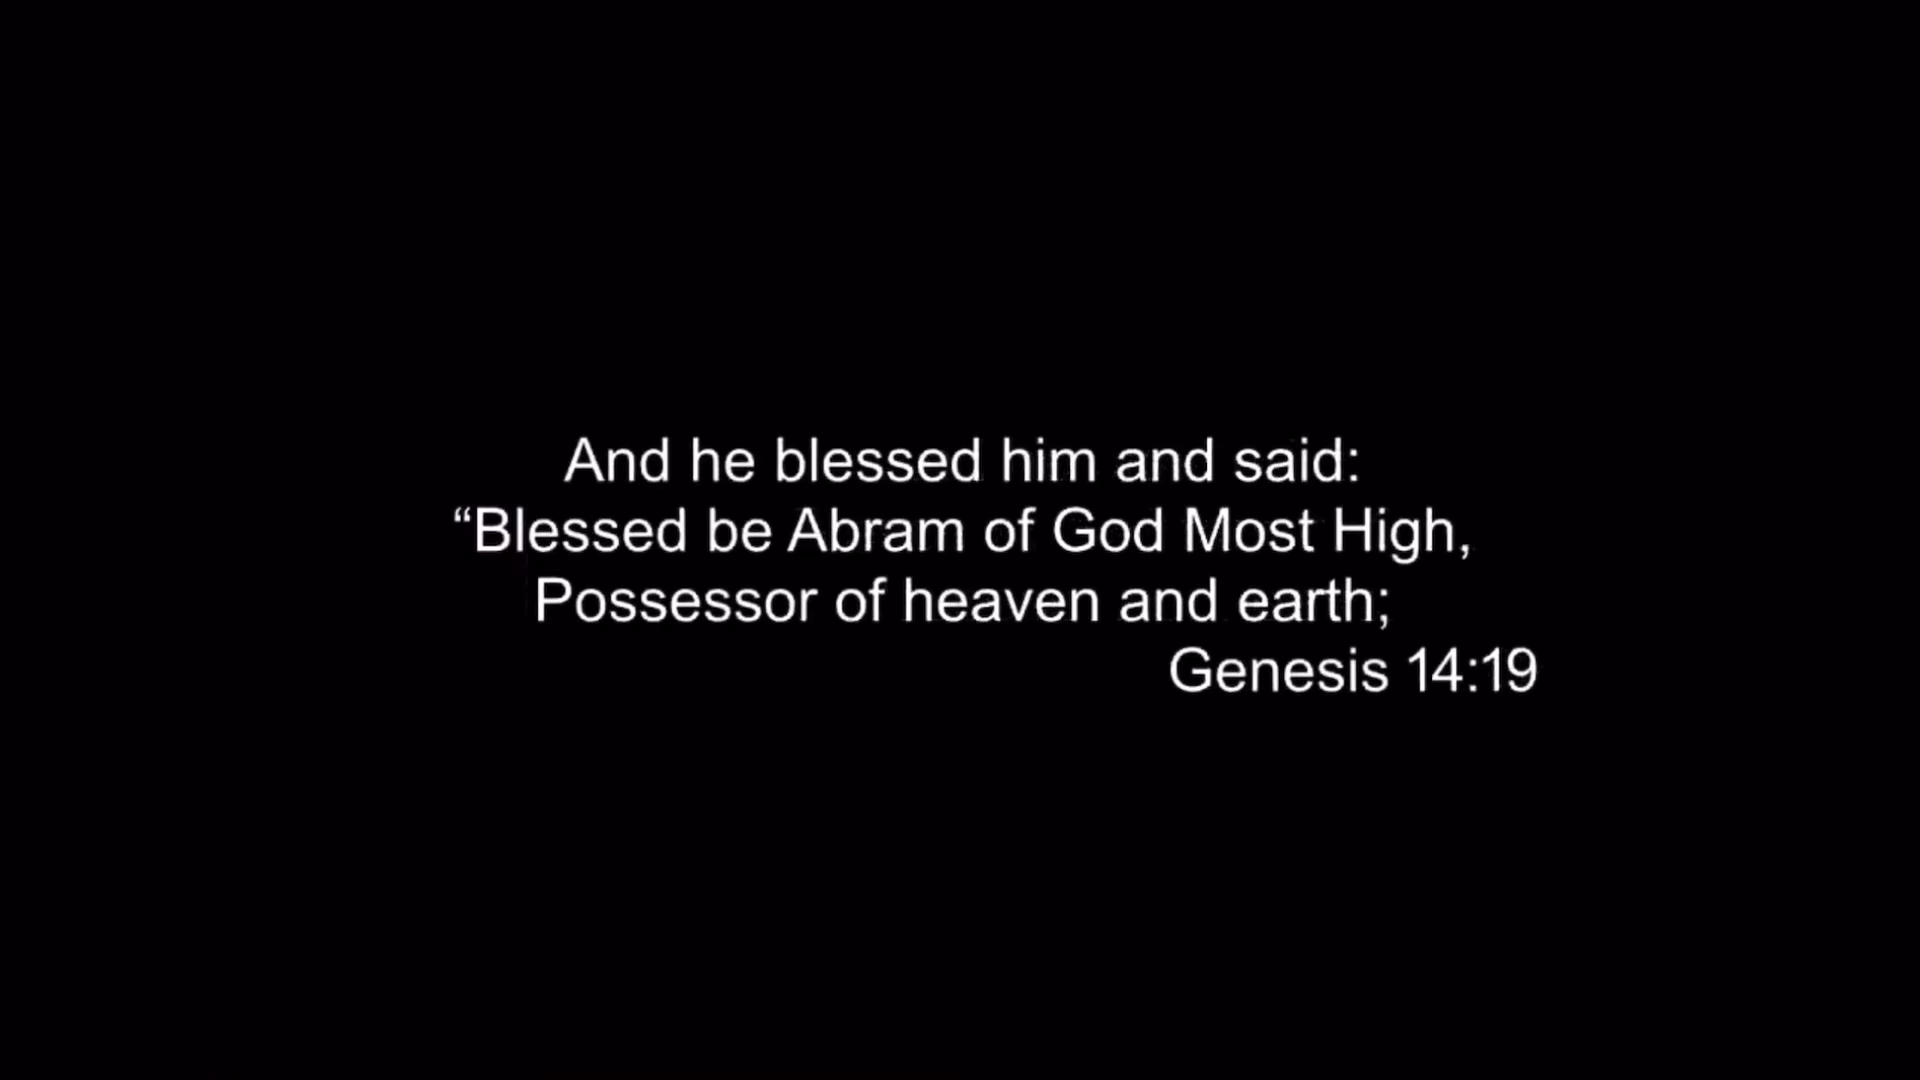 And he blessed him and said:
“Blessed be Abram of God Most High,
Possessor of heaven and earth;
Genesis 14:19